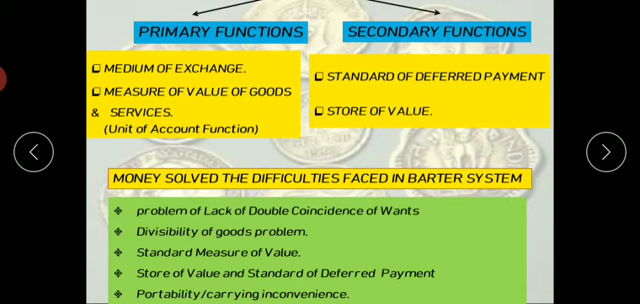 PRIMARY FUNCTIONS
SECONDARY FUNCTIONS
❑ MEDIUM OF EXCHANGE.
❑ MEASURE OF VALUE OF GOODS
& SERVICES.
(Unit of Account Function)
❑ STANDARD OF DEFERRED PAYMENT
❑ STORE OF VALUE.
MONEY SOLVED THE DIFFICULTIES FACED IN BARTER SYSTEM
❖ problem of Lack of Double Coincidence of Wants
❖ Divisibility of goods problem.
❖ Standard Measure of Value.
❖ Store of Value and Standard of Deferred Payment
❖ Portability/carrying inconvenience.